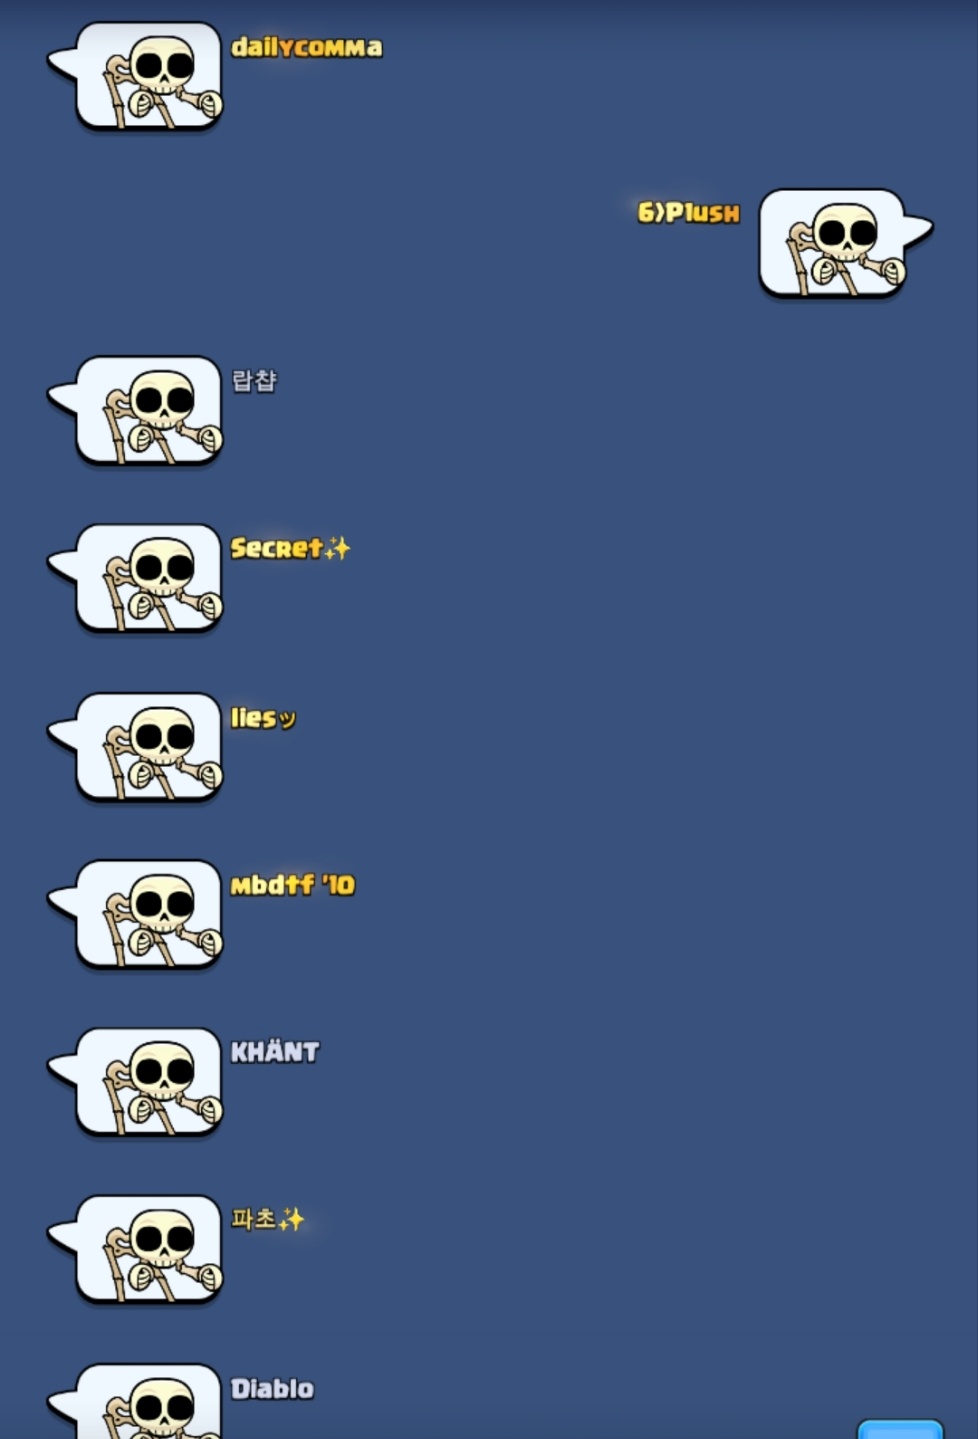 dailycomma
6)Plush
랍챱
Secret✨
liesッ
mbdtf '10
KHÄNT
파초✨
Diablo